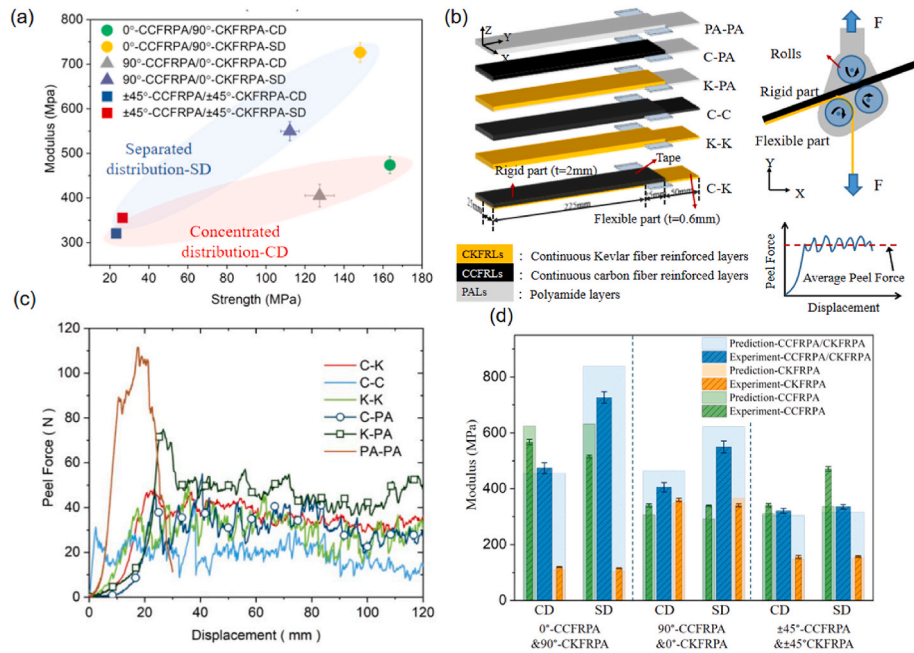 (a)
800
700
600
500
400
300
Modulus (Mpa)
0°-CCFRPA/90°-CKFRPA-CD
0°-CCFRPA/90°-CKFRPA-SD
90°-CCFRPA/0°-CKFRPA-CD
90°-CCFRPA/0°-CKFRPA-SD
±45°-CCFRPA/±45°-CKFRPA-CD
±45°-CCFRPA/±45°-CKFRPA-SD
Separated
distribution-SD
Concentrated
distribution-CD
0 20 40 60 80 100 120 140 160 180
Strength (MPa)
(b)
Z
Y
X
PA-PA
C-PA
K-PA
C-C
K-K
C-K
Rigid part (t=2mm)
Tape
225mm
50mm
Flexible part (t=0.6mm)
CKFRLs : Continuous Kevlar fiber reinforced layers
CCFRLs : Continuous carbon fiber reinforced layers
PALs : Polyamide layers
F
Rolls
Rigid part
Flexible part
Y
X
F
Peel Force
Average Peel Force
Displacement
(c)
120
110
100
90
80
70
60
50
40
30
20
10
0
Peel Force ( N )
C-K
C-C
K-K
C-PA
K-PA
PA-PA
0 20 40 60 80 100 120
Displacement ( mm )
(d)
Prediction-CCFRPA/CKFRPA
Experiment-CCFRPA/CKFRPA
Prediction-CKFRPA
Experiment-CKFRPA
Prediction-CCFRPA
Experiment-CCFRPA
800
600
400
200
0
Modulus (MPa)
CD SD CD SD CD SD
0°-CCFRPA 90°-CCFRPA ±45°-CCFRPA
&90°-CKFRPA &0°-CKFRPA &±45°CKFRPA